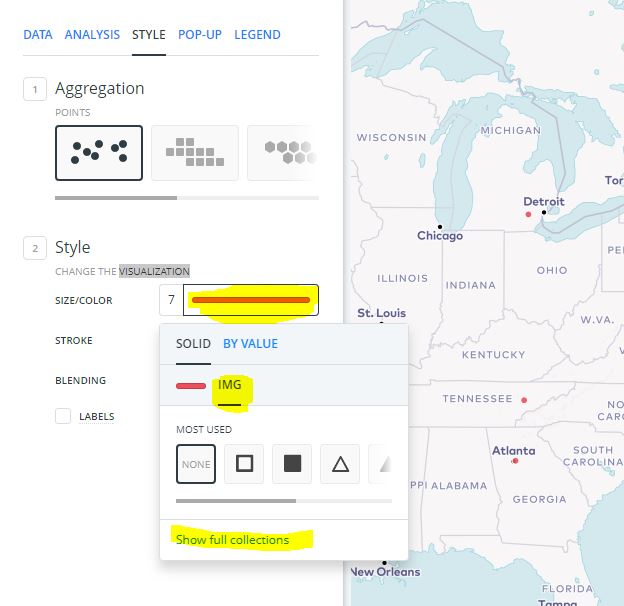 DATA ANALYSIS STYLE POP-UP LEGEND
1 Aggregation
POINTS
2 Style
CHANGE THE VISUALIZATION
SIZE/COLOR 7
STROKE
BLENDING
LABELS
SOLID BY VALUE
IMG
MOST USED
NONE
Show full collections
WISCONSIN
MICHIGAN
Tor
Detroit
Chicago
PE
ILLINOIS
INDIANA
OHIO
St. Louis
W.VA.
KENTUCKY
TENNESSEE
NO
CAR
Atlanta
SOUTH
CAROLINA
PPI ALABAMA
GEORGIA
New Orleans
FLORIDA
Tampa